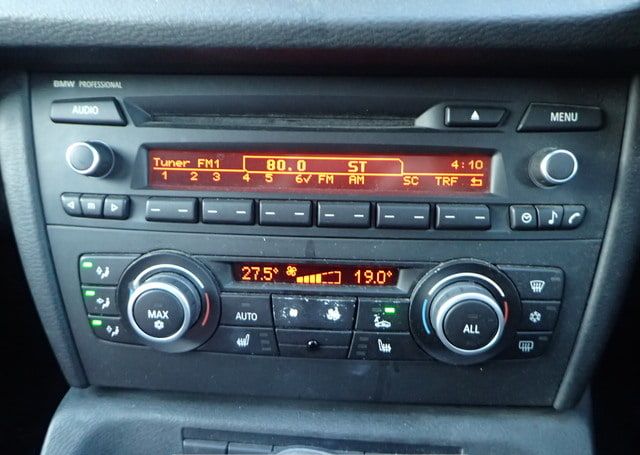 BMW PROFESSIONAL
AUDIO
MENU
Tuner FM1 80.0 ST 4:10
1 2 3 4 5 6√ FM AM SC TRF
m
27.5° 19.0°
MAX
AUTO
ALL